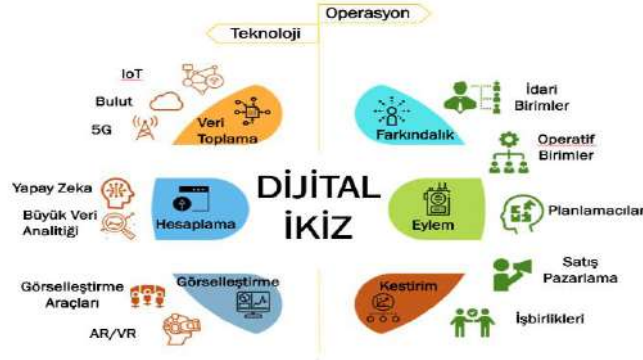 Teknoloji
Operasyon
IoT
Bulut
5G
Veri
Toplama
Farkındalık
İdari
Birimler
Operatif
Birimler
Yapay Zeka
Büyük Veri
Analitiği
Hesaplama
DİJİTAL
İKİZ
Eylem
Planlamacılar
Görselleştirme
Araçları
AR/VR
Görselleştirme
Kestirim
Satış
Pazarlama
İşbirlikleri